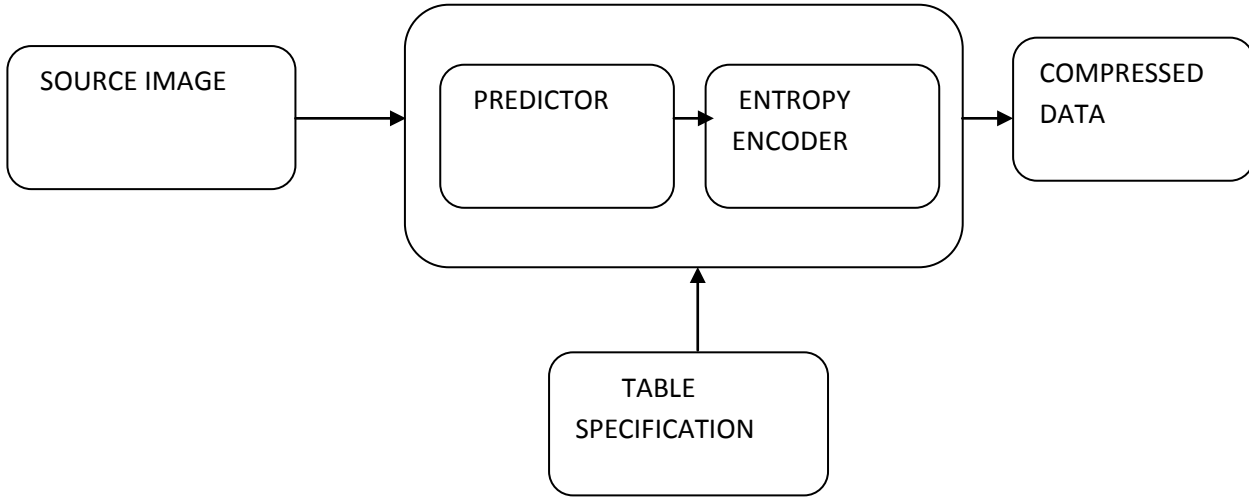 SOURCE IMAGE
PREDICTOR
ENTROPY
ENCODER
COMPRESSED
DATA
TABLE
SPECIFICATION